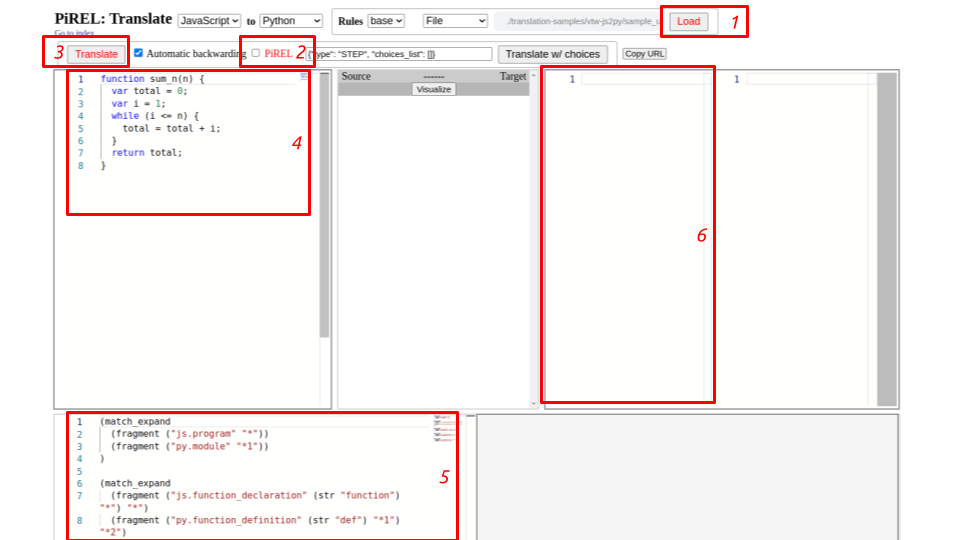 PiREL: Translate JavaScript to Python Rules base File ./translation-samples/vtw-js2py/sample_u Load 1
Go to index
3 Translate Automatic backwarding PiREL 2 {"type": "STEP", "choices_list": []} Translate w/ choices Copy URL
1 function sum_n(n) {
2 var total = 0;
3 var i = 1;
4 while (i <= n) {
5 total = total + i;
6 }
7 return total;
8 }
4
Source ------ Target
Visualize
1 1
6
1 (match_expand
2 (fragment ("js.program" "*"))
3 (fragment ("py.module" "*1"))
4 )
5
6 (match_expand
7 (fragment ("js.function_declaration" (str "function")
"*") "*")
8 (fragment ("py.function_definition" (str "def") "*1")
"*2")
5